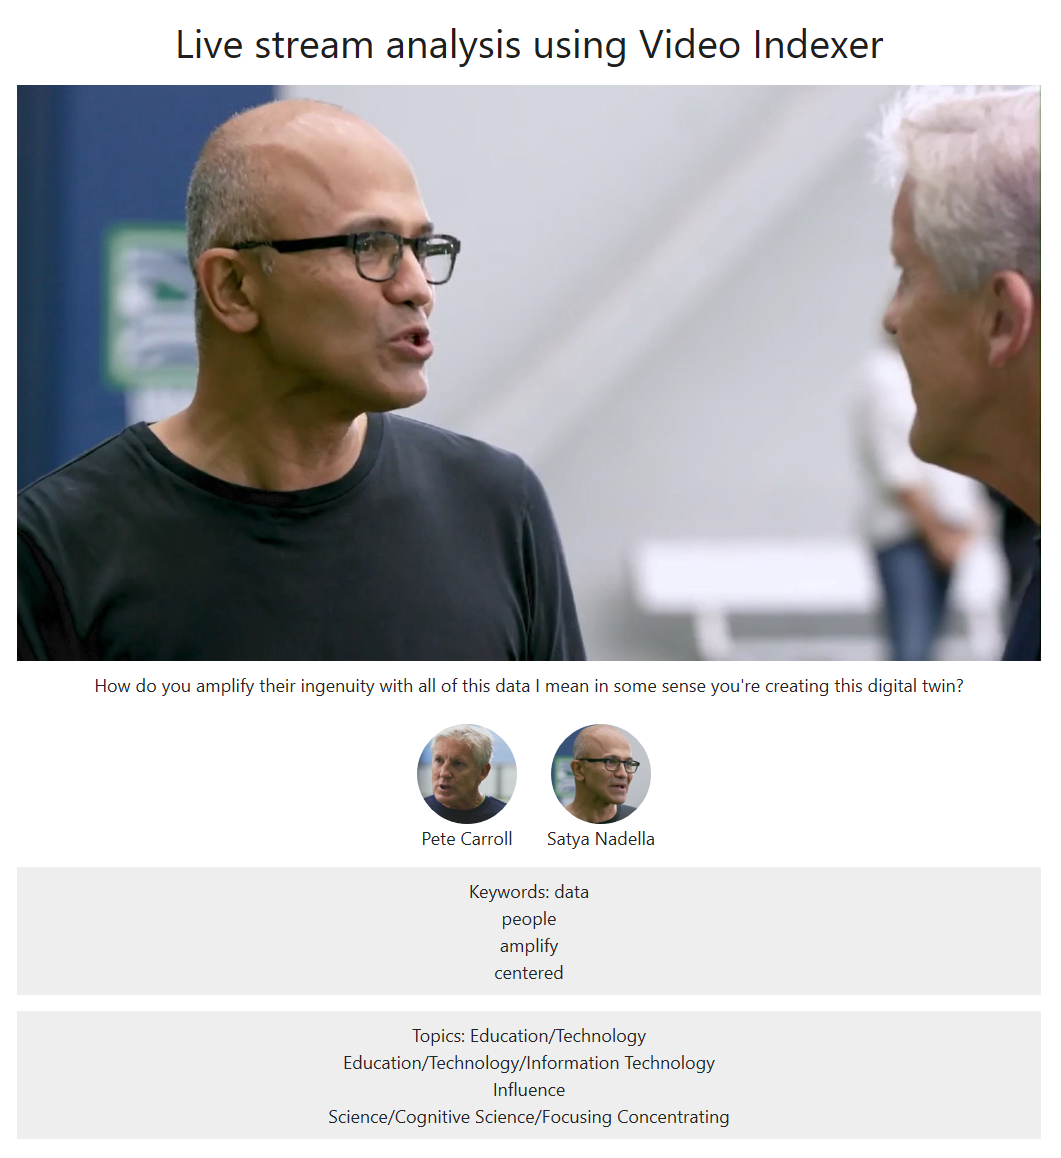 Live stream analysis using Video Indexer
How do you amplify their ingenuity with all of this data I mean in some sense you're creating this digital twin?
Pete Carroll
Satya Nadella
Keywords: data
people
amplify
centered
Topics: Education/Technology
Education/Technology/Information Technology
Influence
Science/Cognitive Science/Focusing Concentrating